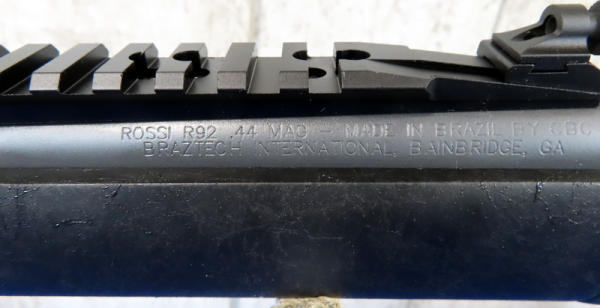 ROSSI R92 .44 MAG - MADE IN BRAZIL BY CBC
BRAZTECH INTERNATIONAL, BAINBRIDGE, GA